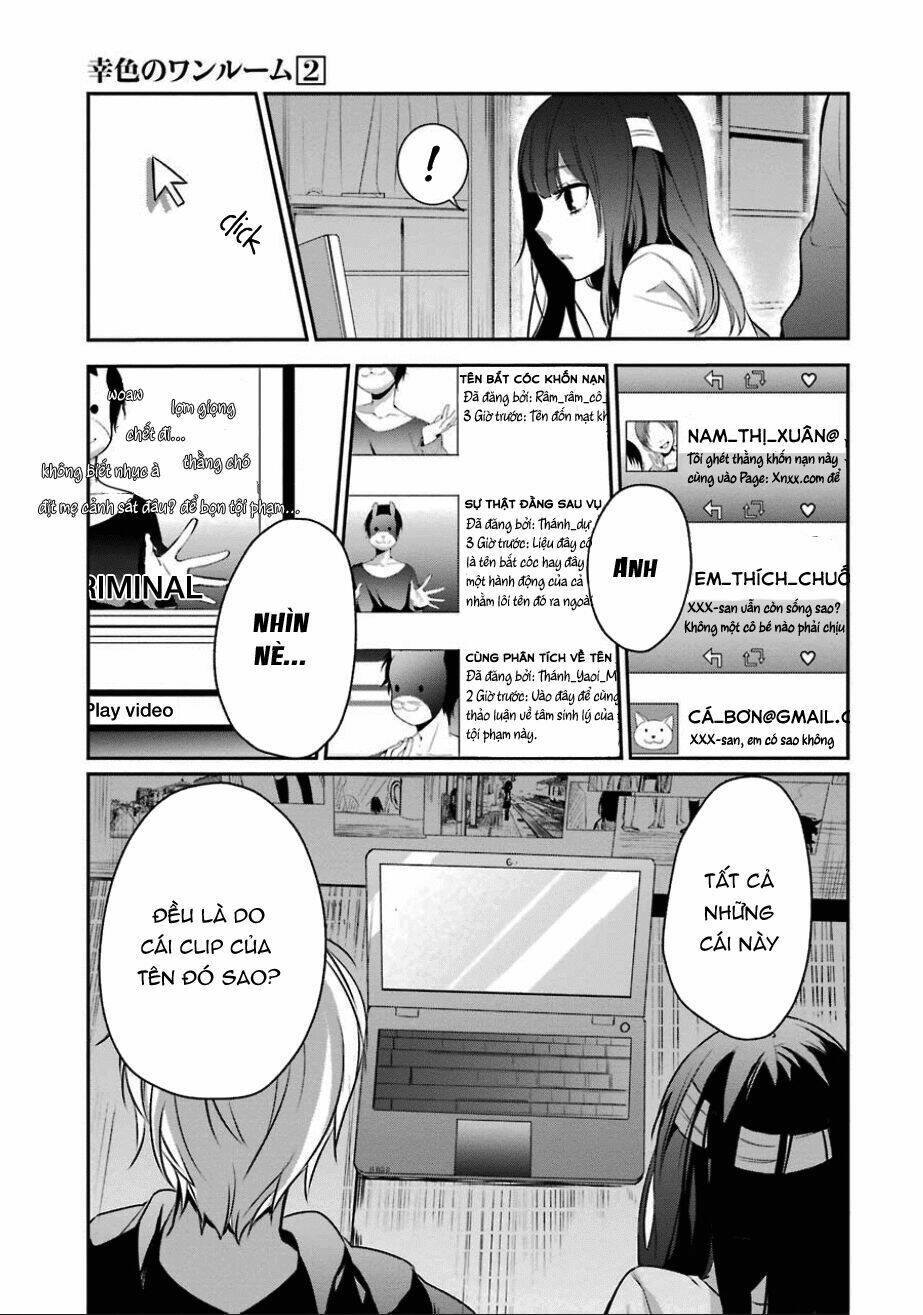 幸色のワンルーム2
!
click
TÊN BẮT CÓC KHỐN NẠN
Đã đăng bởi: Râm_râm_cô_
3 Giờ trước: Tên đốn mạt kh
SỰ THẬT ĐẰNG SAU VỤ
Đã đăng bởi: Thánh_dự
3 Giờ trước: Liệu đây có
là tên bắt cóc hay đây
một hành động của cả
nhằm lôi tên đó ra ngoài
CÙNG PHÂN TÍCH VỀ TÊN
Đã đăng bởi: Thánh_Yaoi_M
2 Giờ trước: Vào đây để cùng
thảo luận về tâm sinh lý của
tội phạm này.
NAM_THỊ_XUÂN@
Tôi ghét thằng khốn nạn này
cùng vào Page: Xnxx.com để
EM_THÍCH_CHUỐ
XXX-san vẫn còn sống sao?
Không một cô bé nào phải chịu
CÁ_BƠN@GMAIL.C
XXX-san, em có sao không
ANH
woaw
lợm giọng
chết đi...
thằng chó
không biết nhục à
địt mẹ cảnh sát đâu? để bọn tội phạm...
RIMINAL
Play video
NHÌN
NÈ...
TẤT CẢ
NHỮNG
CÁI NÀY
ĐỀU LÀ DO
CÁI CLIP CỦA
TÊN ĐÓ SAO?